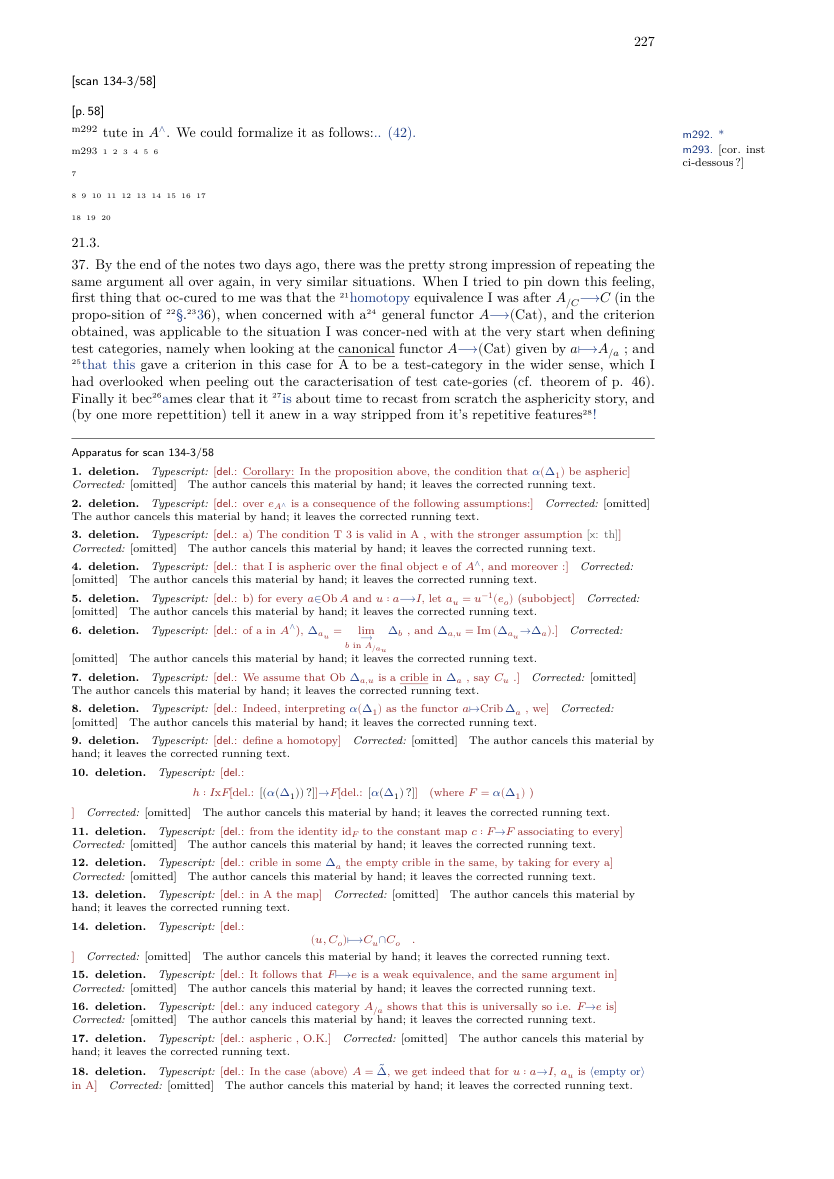 227
[scan 134-3/58]
[p. 58]
m292 tute in A^. We could formalize it as follows:.. (42).
m292. *
m293 1 2 3 4 5 6
m293. [cor. inst
ci-dessous ?]
7
8 9 10 11 12 13 14 15 16 17
18 19 20
21.3.
37. By the end of the notes two days ago, there was the pretty strong impression of repeating the
same argument all over again, in very similar situations. When I tried to pin down this feeling,
first thing that oc-cured to me was that the ²¹homotopy equivalence I was after A/C⟶C (in the
propo-sition of ²²§.²³36), when concerned with a²⁴ general functor A⟶(Cat), and the criterion
obtained, was applicable to the situation I was concer-ned with at the very start when defining
test categories, namely when looking at the canonical functor A⟶(Cat) given by a⟼A/a ; and
²⁵that this gave a criterion in this case for A to be a test-category in the wider sense, which I
had overlooked when peeling out the caracterisation of test cate-gories (cf. theorem of p. 46).
Finally it bec²⁶ames clear that it ²⁷is about time to recast from scratch the asphericity story, and
(by one more repettition) tell it anew in a way stripped from it's repetitive features²⁸!
Apparatus for scan 134-3/58
1. deletion. Typescript: [del.: Corollary: In the proposition above, the condition that α(Δ₁) be aspheric]
Corrected: [omitted] The author cancels this material by hand; it leaves the corrected running text.
2. deletion. Typescript: [del.: over e_A^ is a consequence of the following assumptions:] Corrected: [omitted]
The author cancels this material by hand; it leaves the corrected running text.
3. deletion. Typescript: [del.: a) The condition T 3 is valid in A , with the stronger assumption [x: th]]
Corrected: [omitted] The author cancels this material by hand; it leaves the corrected running text.
4. deletion. Typescript: [del.: that I is aspheric over the final object e of A^, and moreover :] Corrected:
[omitted] The author cancels this material by hand; it leaves the corrected running text.
5. deletion. Typescript: [del.: b) for every a∈Ob A and u : a⟶I, let a_u = u⁻¹(e_o) (subobject] Corrected:
[omitted] The author cancels this material by hand; it leaves the corrected running text.
6. deletion. Typescript: [del.: of a in A^), Δ_{a_u} = lim→ b in A/a_u Δ_b , and Δ_{a,u} = Im (Δ_{a_u}→Δ_a).] Corrected:
[omitted] The author cancels this material by hand; it leaves the corrected running text.
7. deletion. Typescript: [del.: We assume that Ob Δ_{a,u} is a crible in Δ_a , say C_u .] Corrected: [omitted]
The author cancels this material by hand; it leaves the corrected running text.
8. deletion. Typescript: [del.: Indeed, interpreting α(Δ₁) as the functor a↦Crib Δ_a , we] Corrected:
[omitted] The author cancels this material by hand; it leaves the corrected running text.
9. deletion. Typescript: [del.: define a homotopy] Corrected: [omitted] The author cancels this material by
hand; it leaves the corrected running text.
10. deletion. Typescript: [del.:
h : IxF[del.: [(α(Δ₁)) ?]]→F[del.: [α(Δ₁) ?]] (where F = α(Δ₁) )
] Corrected: [omitted] The author cancels this material by hand; it leaves the corrected running text.
11. deletion. Typescript: [del.: from the identity id_F to the constant map c : F→F associating to every]
Corrected: [omitted] The author cancels this material by hand; it leaves the corrected running text.
12. deletion. Typescript: [del.: crible in some Δ_a the empty crible in the same, by taking for every a]
Corrected: [omitted] The author cancels this material by hand; it leaves the corrected running text.
13. deletion. Typescript: [del.: in A the map] Corrected: [omitted] The author cancels this material by
hand; it leaves the corrected running text.
14. deletion. Typescript: [del.:
(u, C_o)⟼C_u∩C_o .
] Corrected: [omitted] The author cancels this material by hand; it leaves the corrected running text.
15. deletion. Typescript: [del.: It follows that F⟼e is a weak equivalence, and the same argument in]
Corrected: [omitted] The author cancels this material by hand; it leaves the corrected running text.
16. deletion. Typescript: [del.: any induced category A/a shows that this is universally so i.e. F→e is]
Corrected: [omitted] The author cancels this material by hand; it leaves the corrected running text.
17. deletion. Typescript: [del.: aspheric , O.K.] Corrected: [omitted] The author cancels this material by
hand; it leaves the corrected running text.
18. deletion. Typescript: [del.: In the case ⟨above⟩ A = Δ̃, we get indeed that for u : a→I, a_u is ⟨empty or⟩
in A] Corrected: [omitted] The author cancels this material by hand; it leaves the corrected running text.